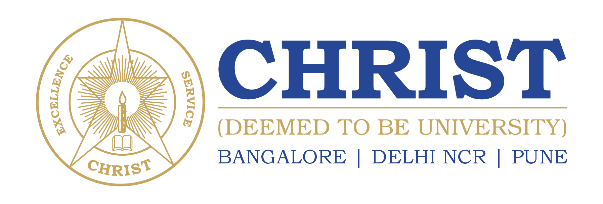 EXCELLENCE
SERVICE
CHRIST
CHRIST
(DEEMED TO BE UNIVERSITY)
BANGALORE | DELHI NCR | PUNE